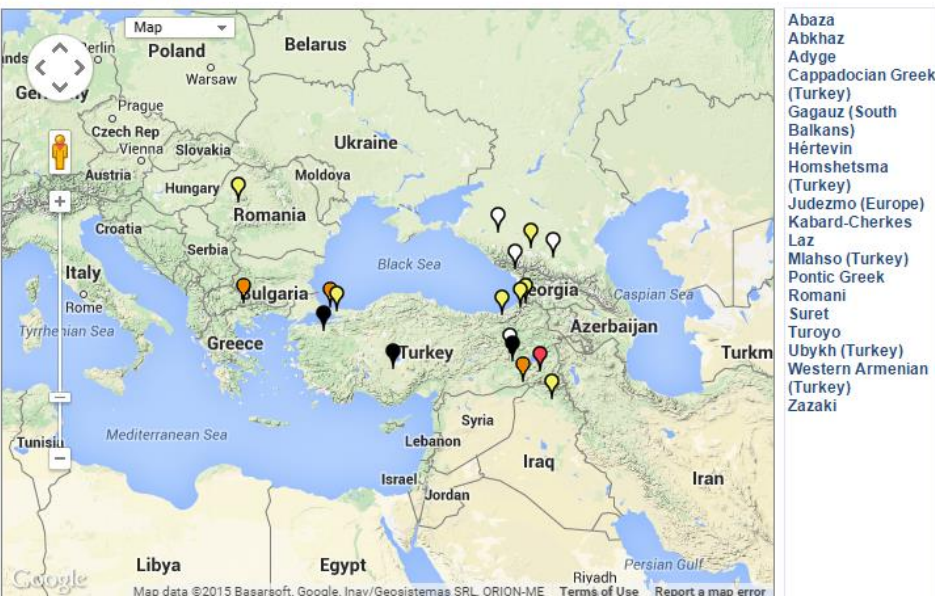 Map
Belarus
Poland
Warsaw
Prague
Czech Rep
Vienna
Slovakia
Ukraine
Austria
Hungary
Moldova
Romania
Croatia
Serbia
Italy
Rome
Black Sea
Bulgaria
Georgia
Caspian Sea
Tyrrhenian Sea
Greece
Turkey
Azerbaijan
Turkm
Mediterranean Sea
Tunisia
Syria
Lebanon
Iraq
Iran
Israel
Jordan
Libya
Egypt
Persian Gulf
Riyadh
Google
Map data ©2015 Basarsoft, Google, Inav/Geosistemas SRL, ORION-ME Terms of Use Report a map error
Abaza
Abkhaz
Adyge
Cappadocian Greek
(Turkey)
Gagauz (South
Balkans)
Hértevin
Homshetsma
(Turkey)
Judezmo (Europe)
Kabard-Cherkes
Laz
Mlahso (Turkey)
Pontic Greek
Romani
Suret
Turoyo
Ubykh (Turkey)
Western Armenian
(Turkey)
Zazaki